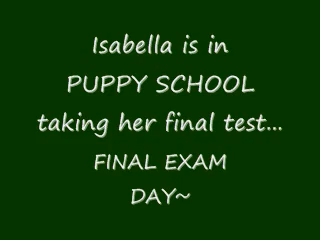 Isabella is in
PUPPY SCHOOL
taking her final test...
FINAL EXAM
DAY~